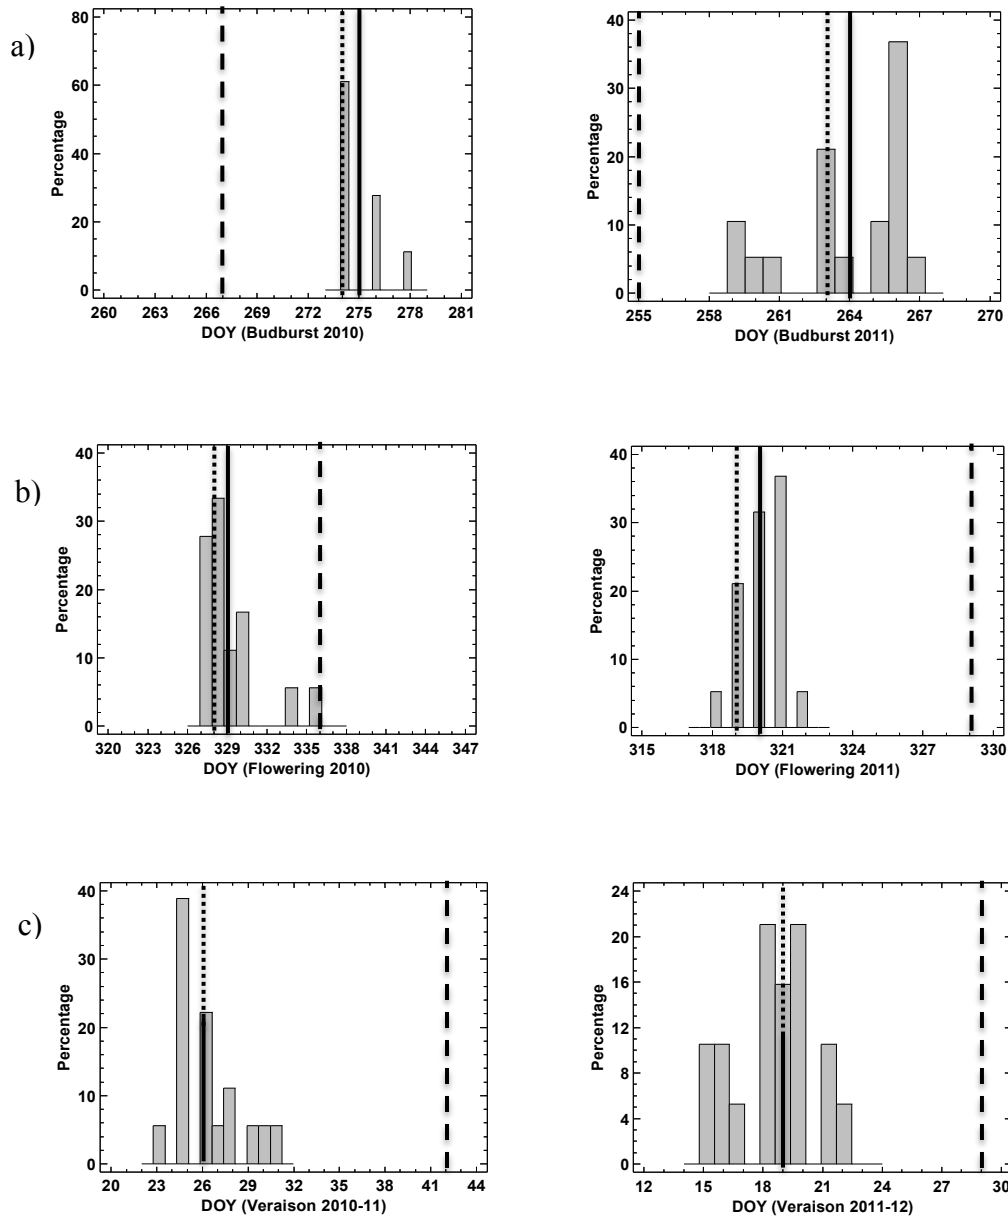 a)
Percentage
80
60
40
20
0
260 263 266 269 272 275 278 281
DOY (Budburst 2010)
Percentage
40
30
20
10
0
255 258 261 264 267 270
DOY (Budburst 2011)
b)
Percentage
40
30
20
10
0
320 323 326 329 332 335 338 341 344 347
DOY (Flowering 2010)
Percentage
40
30
20
10
0
315 318 321 324 327 330
DOY (Flowering 2011)
c)
Percentage
40
30
20
10
0
20 23 26 29 32 35 38 41 44
DOY (Veraison 2010-11)
Percentage
24
20
16
12
8
4
0
12 15 18 21 24 27 30
DOY (Veraison 2011-12)